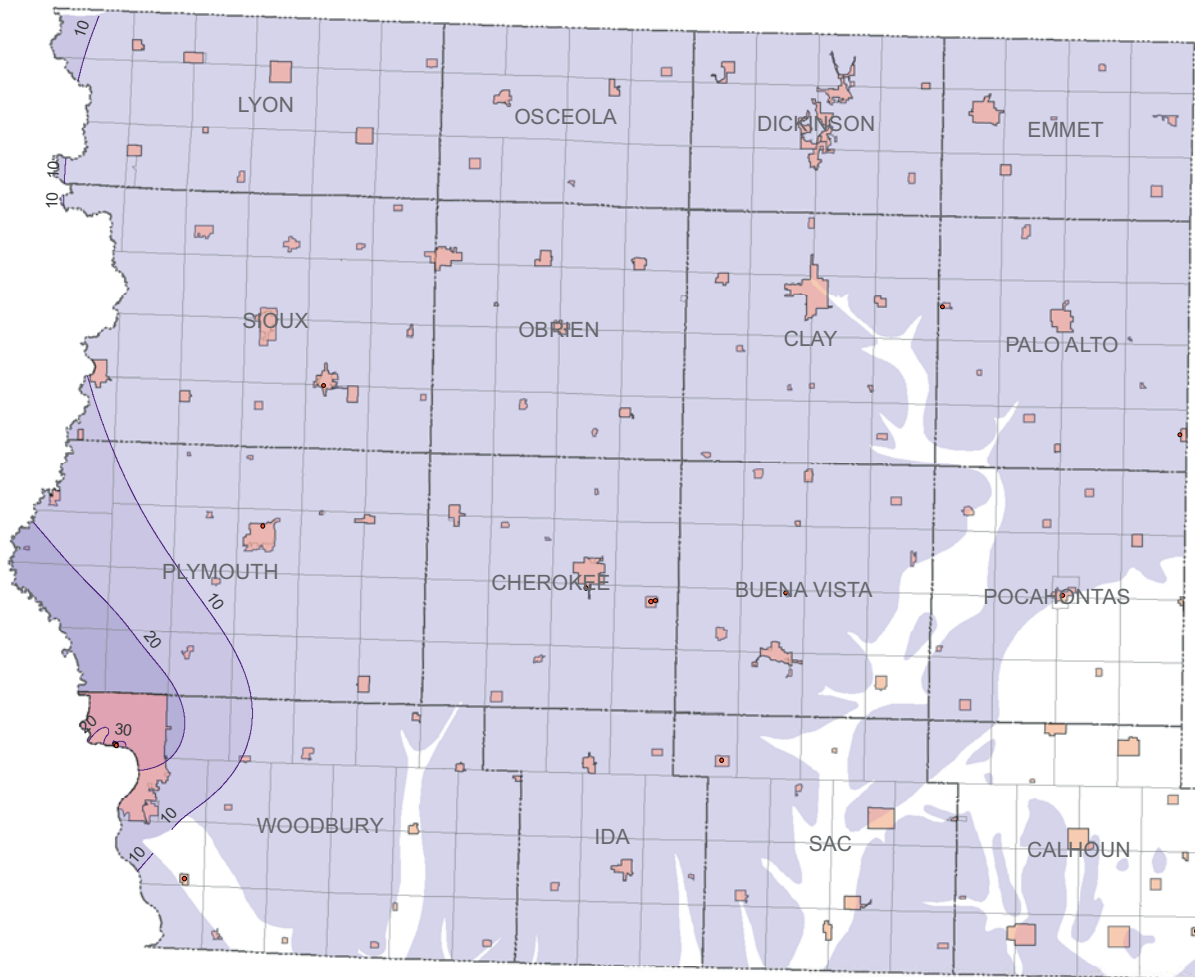 10
LYON
OSCEOLA
DICKINSON
EMMET
10
10
SIOUX
OBRIEN
CLAY
PALO ALTO
PLYMOUTH
CHEROKEE
BUENA VISTA
POCAHONTAS
10
20
20
30
10
WOODBURY
IDA
SAC
CALHOUN
10